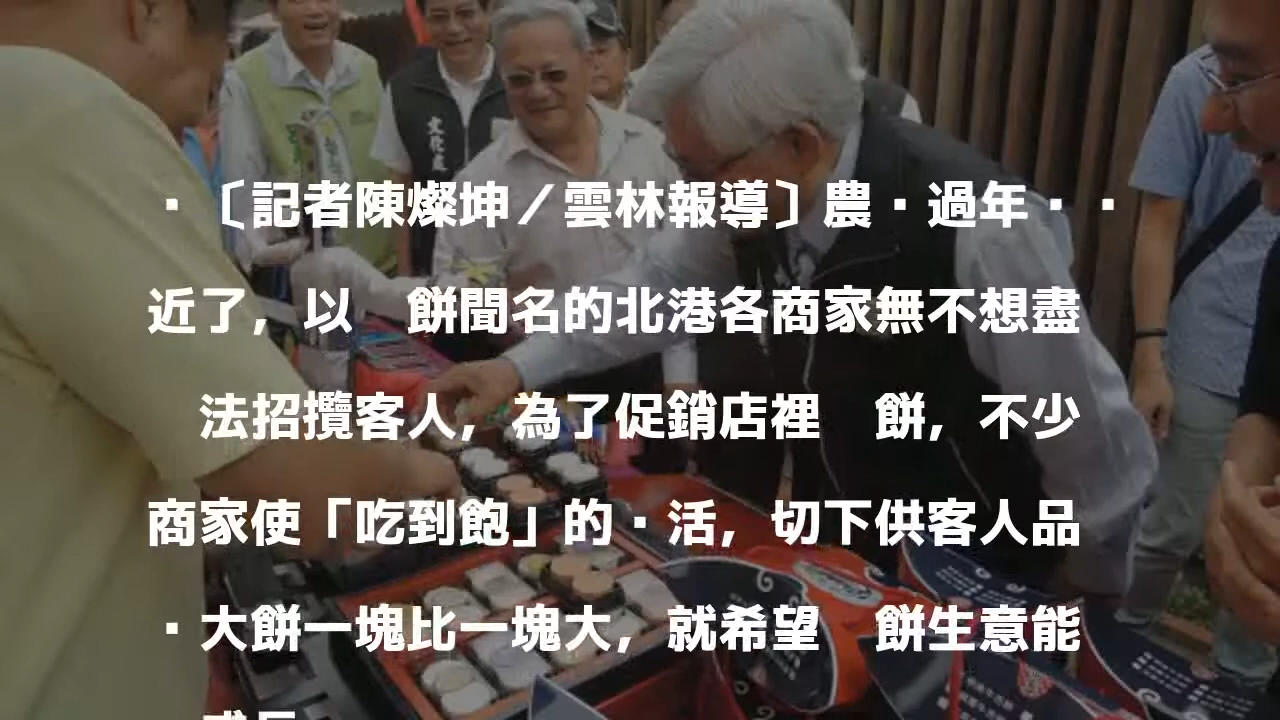 ·〔記者陳燦坤／雲林報導〕農·過年··
近了，以　餅聞名的北港各商家無不想盡
法招攬客人，為了促銷店裡　餅，不少
商家使「吃到飽」的·活，切下供客人品
·大餅一塊比一塊大，就希望　餅生意能
文化處